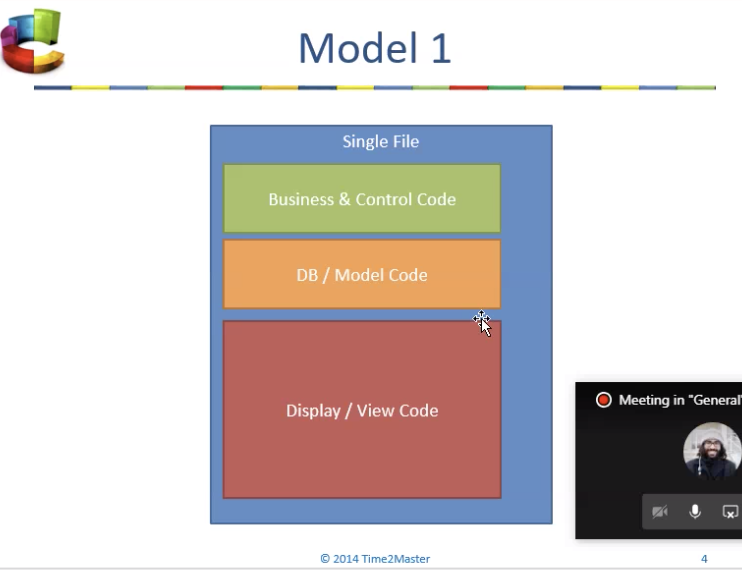 Model 1
Single File
Business & Control Code
DB / Model Code
Display / View Code
Meeting in "General"
© 2014 Time2Master
4